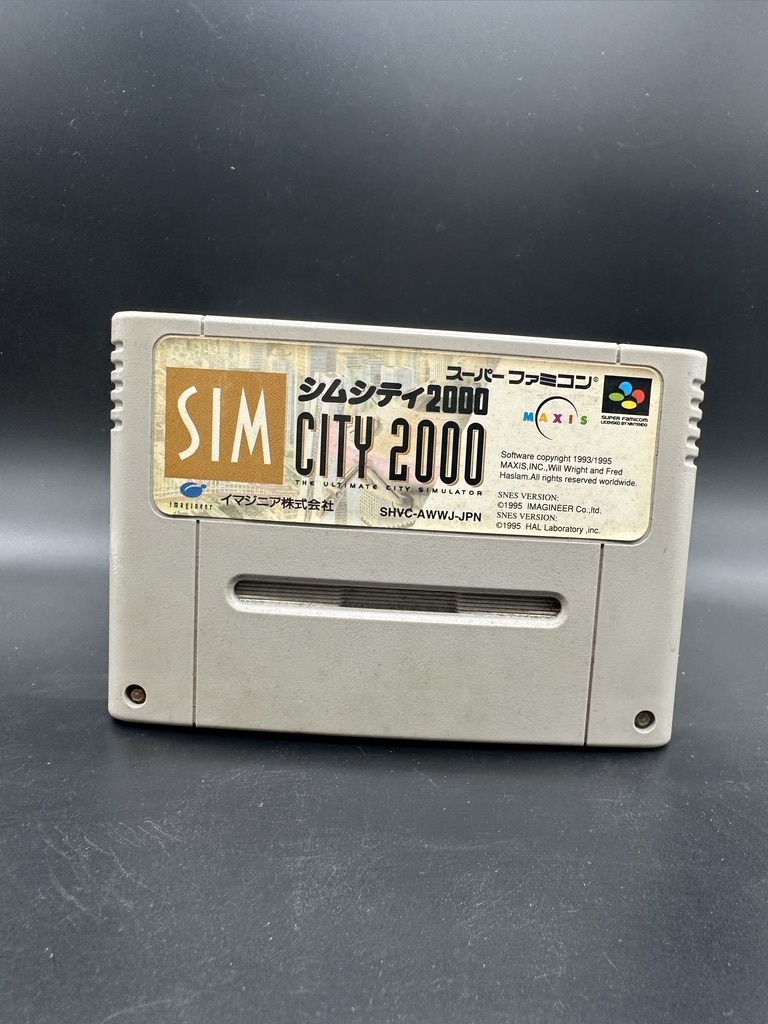 スーパーファミコン®
シムシティ2000
SIM
CITY 2000
THE ULTIMATE CITY SIMULATOR
imagineer
イマジニア株式会社
SHVC-AWWJ-JPN
MAXIS
SUPER FAMICOM
LICENSED BY NINTENDO
Software copyright 1993/1995
MAXIS,INC.,Will Wright and Fred
Haslam.All rights reserved worldwide.
SNES VERSION:
©1995 IMAGINEER Co.,ltd.
SNES VERSION:
©1995 HAL Laboratory ,inc.